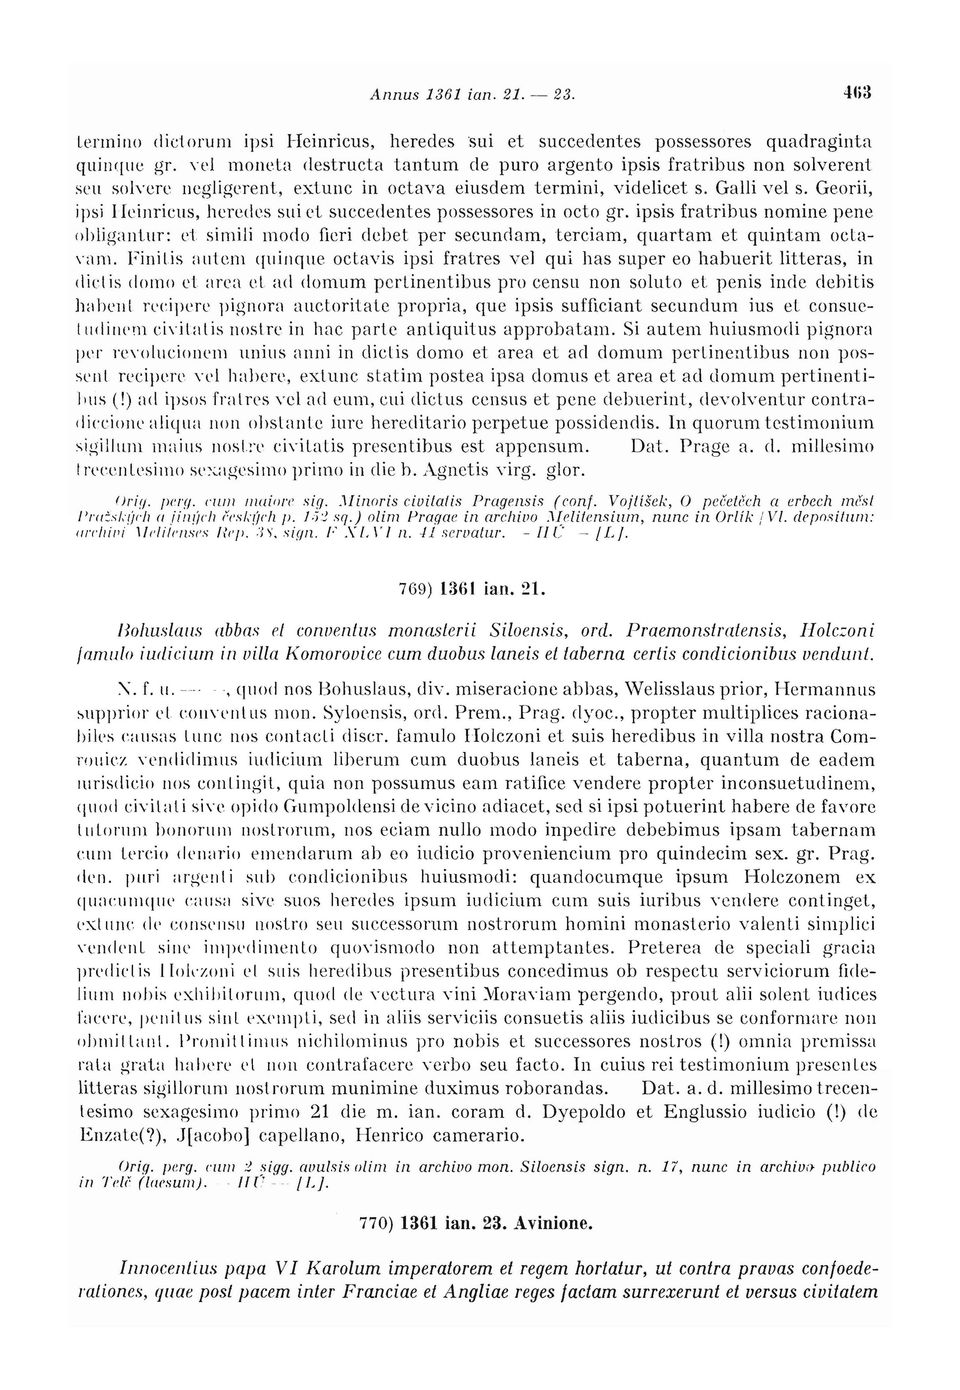 Annus 1361 ian. 21. — 23. 463
termino dictorum ipsi Heinricus, heredes sui et succedentes possessores quadraginta
quinque gr. vel moneta destructa tantum de puro argento ipsis fratribus non solverent
seu solvere negligerent, extunc in octava eiusdem termini, videlicet s. Galli vel s. Georii,
ipsi Heinricus, heredes sui et succedentes possessores in octo gr. ipsis fratribus nomine pene
obligantur: et simili modo fieri debet per secundam, terciam, quartam et quintam octa-
vam. Finitis autem quinque octavis ipsi fratres vel qui has super eo habuerit litteras, in
dictis domo et area et ad domum pertinentibus pro censu non soluto et penis inde debitis
habent recipere pignora auctoritate propria, que ipsis sufficiant secundum ius et consue-
tudinem civitatis nostre in hac parte antiquitus approbatam. Si autem huiusmodi pignora
per revolucionem unius anni in dictis domo et area et ad domum pertinentibus non pos-
sent recipere vel habere, extunc statim postea ipsa domus et area et ad domum pertinenti-
bus (!) ad ipsos fratres vel ad eum, cui dictus census et pene debuerint, devolventur contra-
diccione aliqua non obstante iure hereditario perpetue possidendis. In quorum testimonium
sigillum maius nostre civitatis presentibus est appensum. Dat. Prage a. d. millesimo
trecentesimo sexagesimo primo in die b. Agnetis virg. glor.
Orig. perg. cum maiore sig. Minoris civitatis Pragensis (conf. Vojtíšek, O pečetěch a erbech měst
Pražských a jiných českých p. 152 sq.) olim Pragae in archivo Melitensium, nunc in Orlík / Vl. depositum:
archivi Melitenses Rep. 38, sign. F XLVI n. 41 servatur. - IIC - [L].
769) 1361 ian. 21.
Bohuslaus abbas et conventus monasterii Siloensis, ord. Praemonstratensis, Holczoni
famulo iudicium in villa Komorovice cum duobus laneis et taberna certis condicionibus vendunt.
N. f. u. — - -, quod nos Bohuslaus, div. miseracione abbas, Welisslaus prior, Hermannus
supprior et conventus mon. Syloensis, ord. Prem., Prag. dyoc., propter multiplices raciona-
biles causas tunc nos contacti discr. famulo Holczoni et suis heredibus in villa nostra Com-
rouicz vendidimus iudicium liberum cum duobus laneis et taberna, quantum de eadem
iurisdicio nos contingit, quia non possumus eam ratifice vendere propter inconsuetudinem,
quod civitati sive opido Gumpoldensi de vicino adiacet, sed si ipsi potuerint habere de favore
tutorum bonorum nostrorum, nos eciam nullo modo inpedire debebimus ipsam tabernam
cum tercio denario emendarum ab eo iudicio proveniencium pro quindecim sex. gr. Prag.
den. puri argenti sub condicionibus huiusmodi: quandocumque ipsum Holczonem ex
quacumque causa sive suos heredes ipsum iudicium cum suis iuribus vendere continget,
extunc de consensu nostro seu successorum nostrorum homini monasterio valenti simplici
vendent sine impedimento quovismodo non attemptantes. Preterea de speciali gracia
predictis Holczoni et suis heredibus presentibus concedimus ob respectu serviciorum fide-
lium nobis exhibitorum, quod de vectura vini Moraviam pergendo, prout alii solent iudices
facere, penitus sint exempti, sed in aliis serviciis consuetis aliis iudicibus se conformare non
obmittant. Promittimus nichilominus pro nobis et successores nostros (!) omnia premissa
rata grata habere et non contrafacere verbo seu facto. In cuius rei testimonium presentes
litteras sigillorum nostrorum munimine duximus roborandas. Dat. a. d. millesimo trecen-
tesimo sexagesimo primo 21 die m. ian. coram d. Dyepoldo et Englussio iudicio (!) de
Enzate(?), J[acobo] capellano, Henrico camerario.
Orig. perg. cum 2 sigg. avulsis olim in archivo mon. Siloensis sign. n. 17, nunc in archivo publico
in Telč (laesum). - IIC - [L].
770) 1361 ian. 23. Avinione.
Innocentius papa VI Karolum imperatorem et regem hortatur, ut contra pravas confoede-
rationes, quae post pacem inter Franciae et Angliae reges factam surrexerunt et versus civitatem